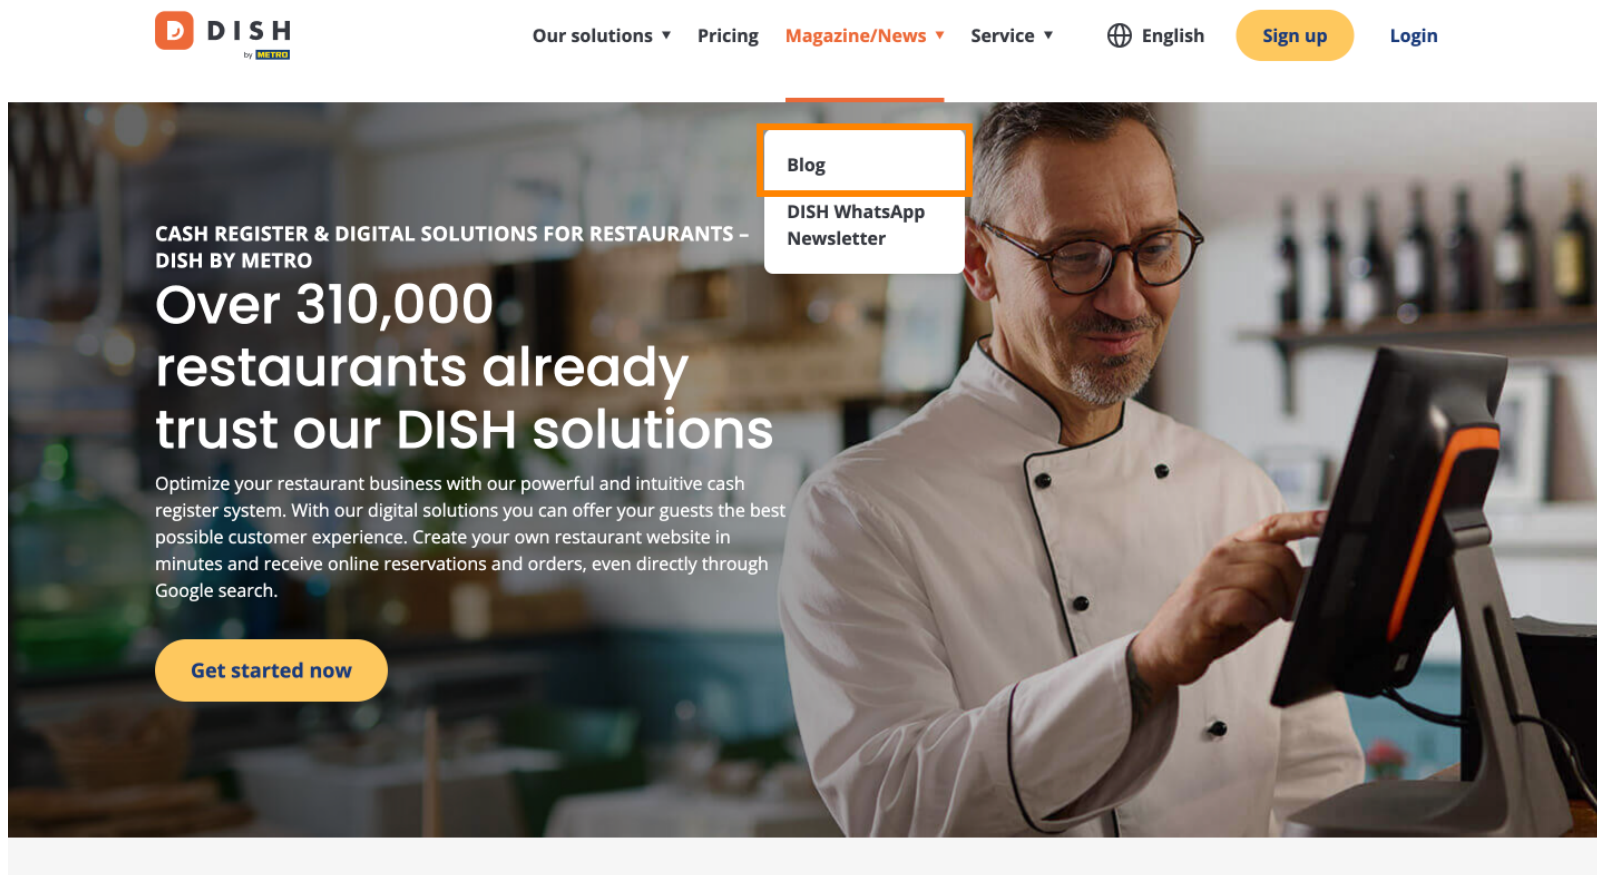 DISH
by METRO
Our solutions ▼ Pricing Magazine/News ▼ Service ▼ English Sign up Login
Blog
DISH WhatsApp
Newsletter
CASH REGISTER & DIGITAL SOLUTIONS FOR RESTAURANTS –
DISH BY METRO
Over 310,000
restaurants already
trust our DISH solutions
Optimize your restaurant business with our powerful and intuitive cash
register system. With our digital solutions you can offer your guests the best
possible customer experience. Create your own restaurant website in
minutes and receive online reservations and orders, even directly through
Google search.
Get started now